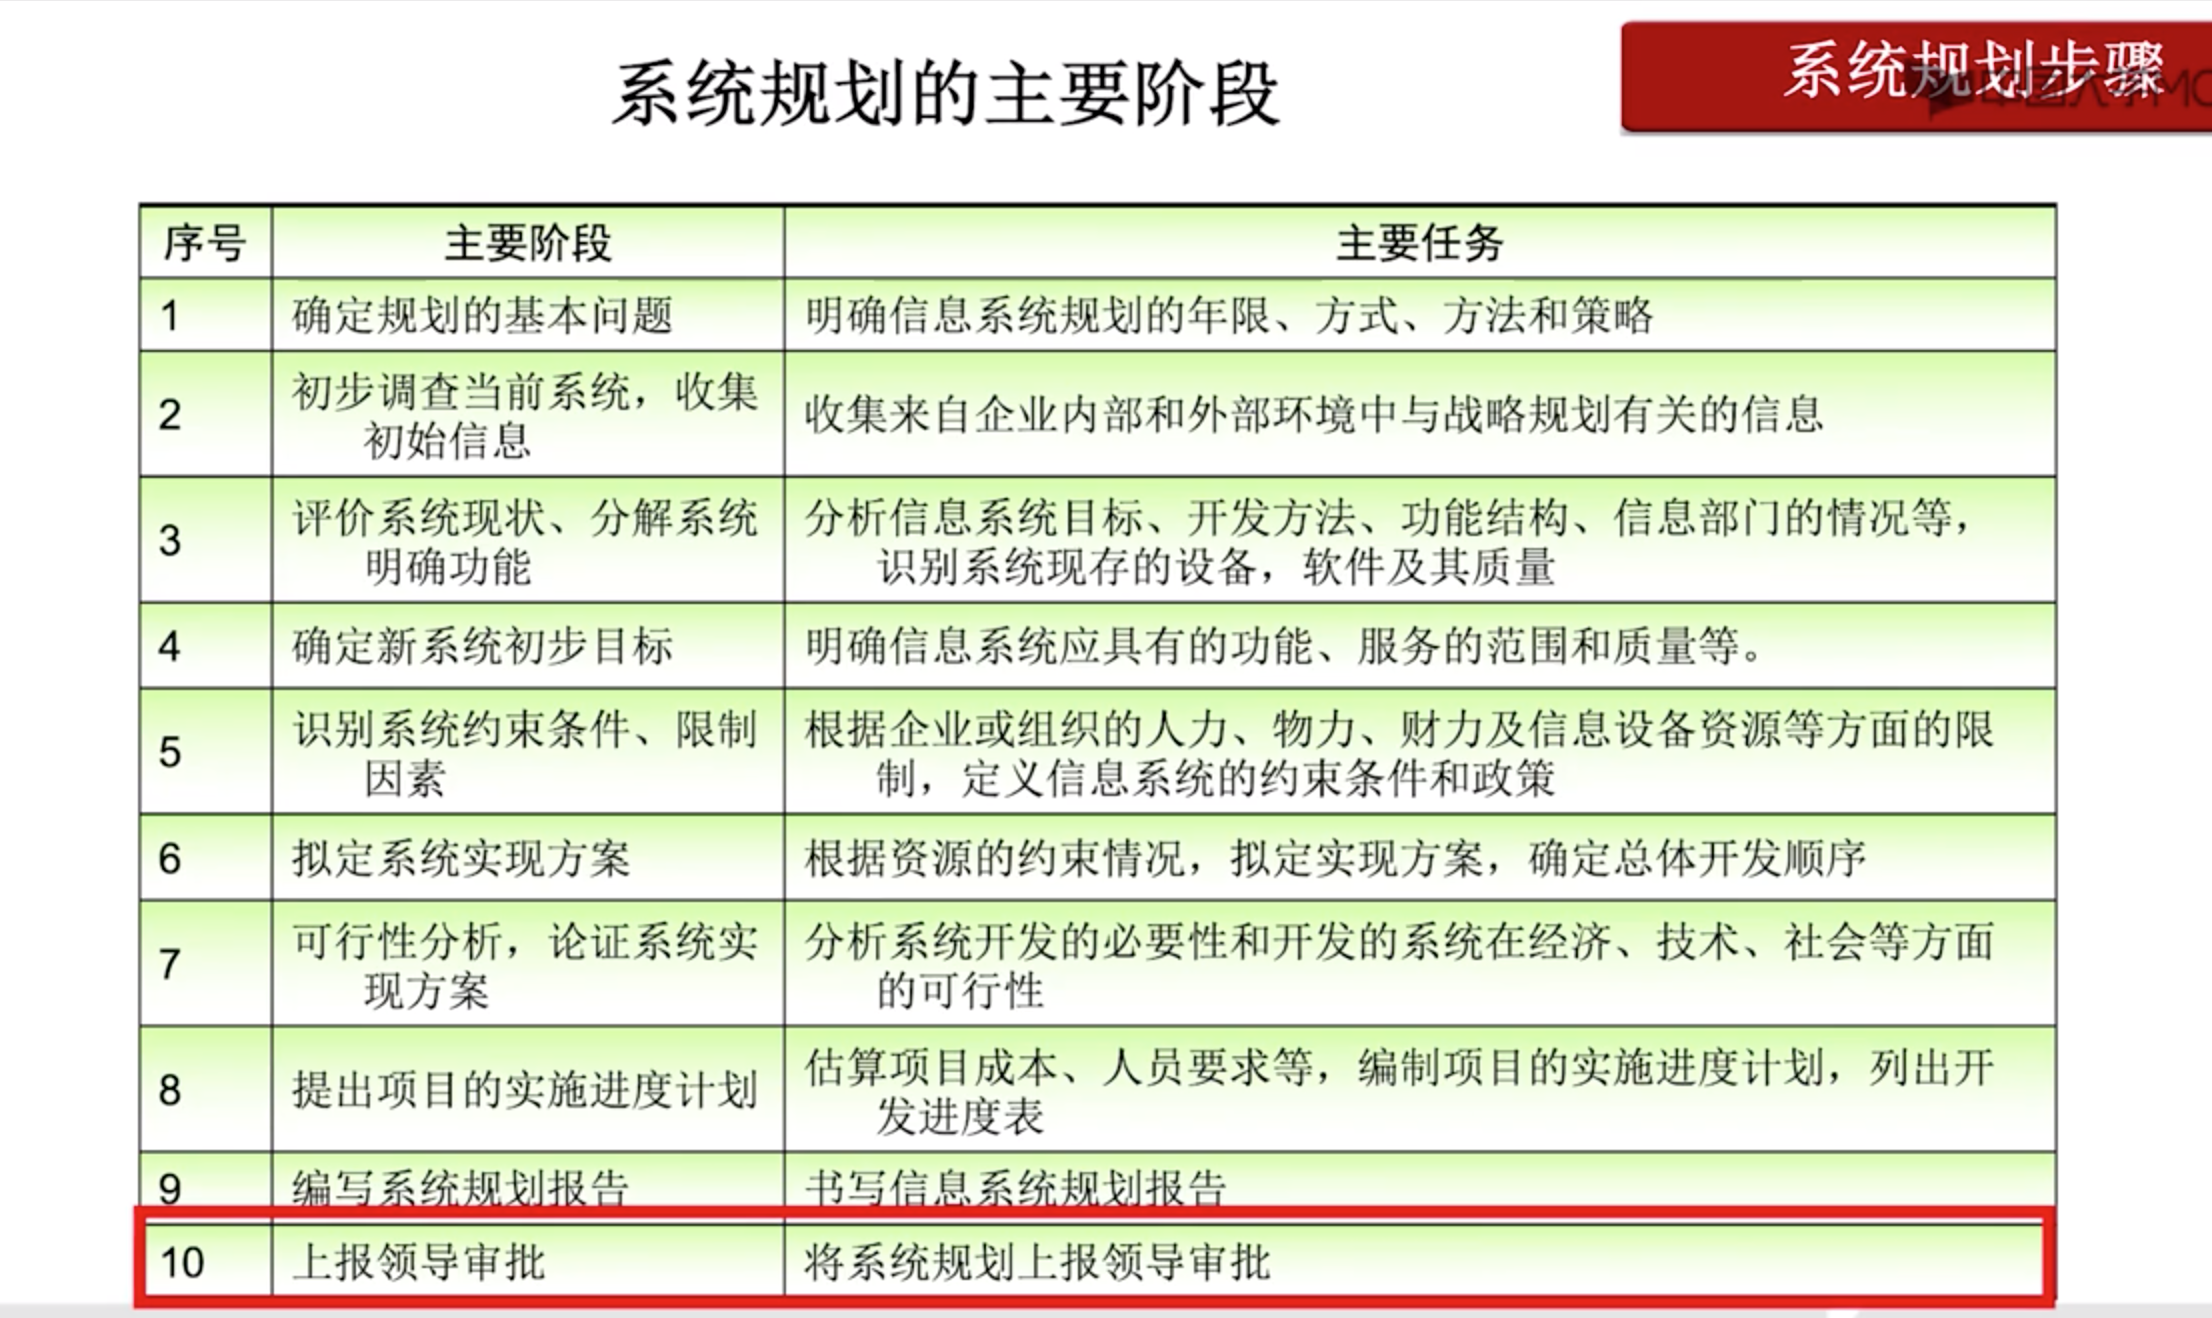 系统规划的主要阶段
系统规划步骤
序号 主要阶段 主要任务
1 确定规划的基本问题 明确信息系统规划的年限、方式、方法和策略
2 初步调查当前系统，收集
初始信息
收集来自企业内部和外部环境中与战略规划有关的信息
3 评价系统现状、分解系统
明确功能
分析信息系统目标、开发方法、功能结构、信息部门的情况等，
识别系统现存的设备，软件及其质量
4 确定新系统初步目标 明确信息系统应具有的功能、服务的范围和质量等。
5 识别系统约束条件、限制
因素
根据企业或组织的人力、物力、财力及信息设备资源等方面的限
制，定义信息系统的约束条件和政策
6 拟定系统实现方案 根据资源的约束情况，拟定实现方案，确定总体开发顺序
7 可行性分析，论证系统实
现方案
分析系统开发的必要性和开发的系统在经济、技术、社会等方面
的可行性
8 提出项目的实施进度计划
估算项目成本、人员要求等，编制项目的实施进度计划，列出开
发进度表
9 编写系统规划报告 书写信息系统规划报告
10 上报领导审批 将系统规划上报领导审批